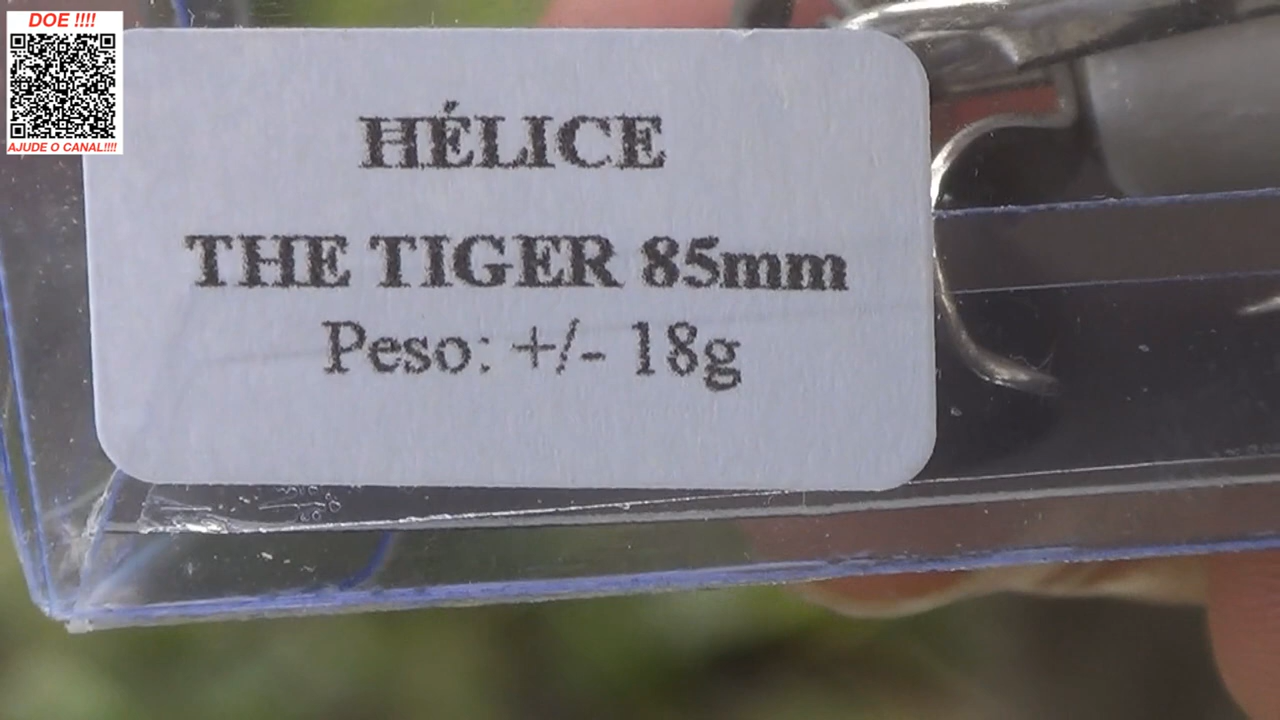 DOE !!!!
AJUDE O CANAL!!!!
HÉLICE
THE TIGER 85mm
Peso: +/- 18g